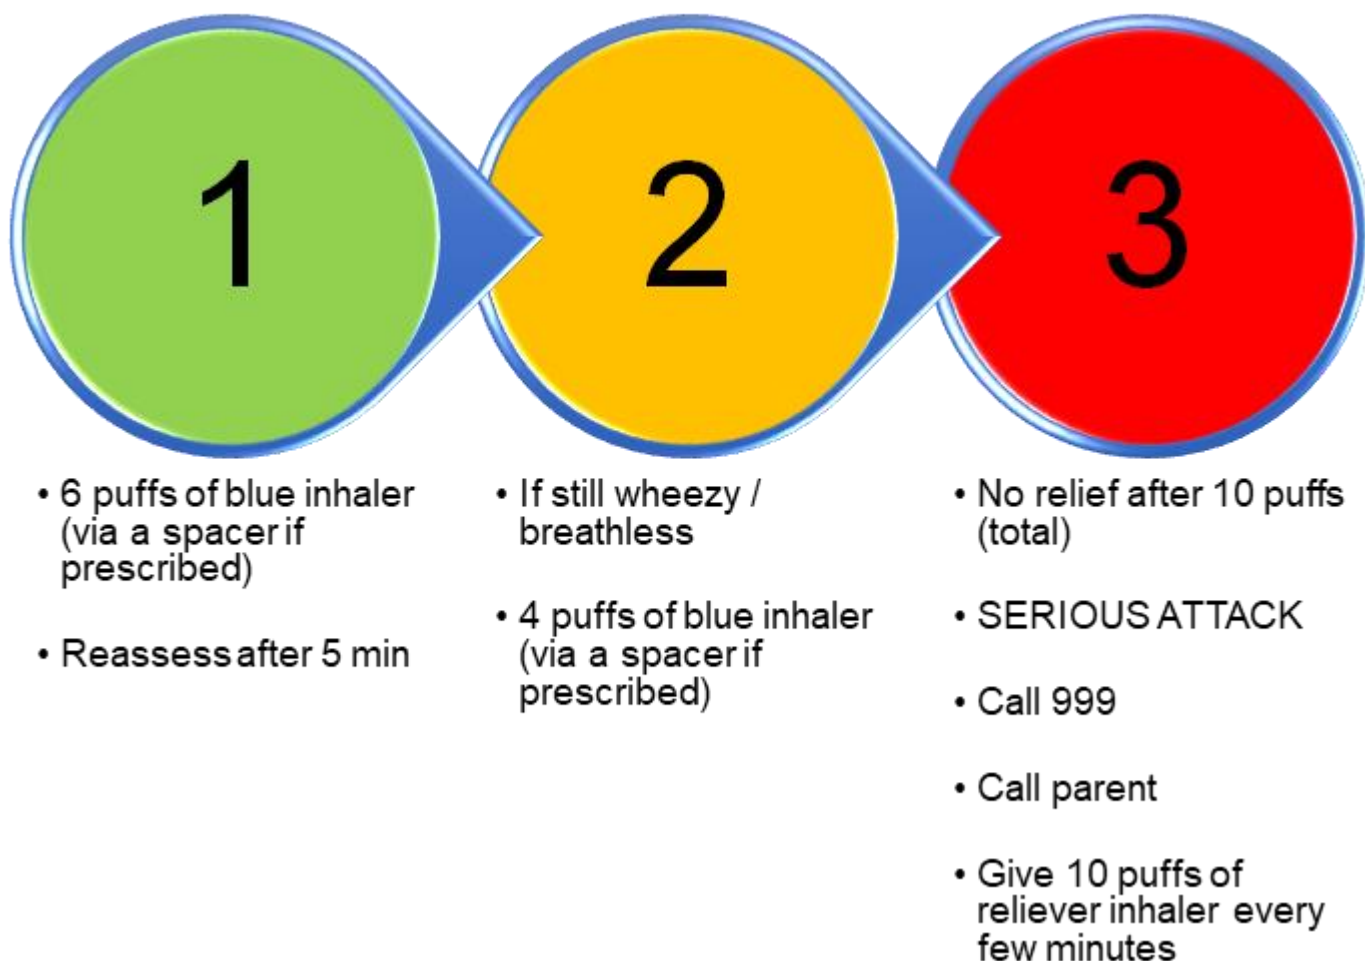 1
2
3
• 6 puffs of blue inhaler
(via a spacer if
prescribed)
• Reassess after 5 min
• If still wheezy /
breathless
• 4 puffs of blue inhaler
(via a spacer if
prescribed)
• No relief after 10 puffs
(total)
• SERIOUS ATTACK
• Call 999
• Call parent
• Give 10 puffs of
reliever inhaler every
few minutes